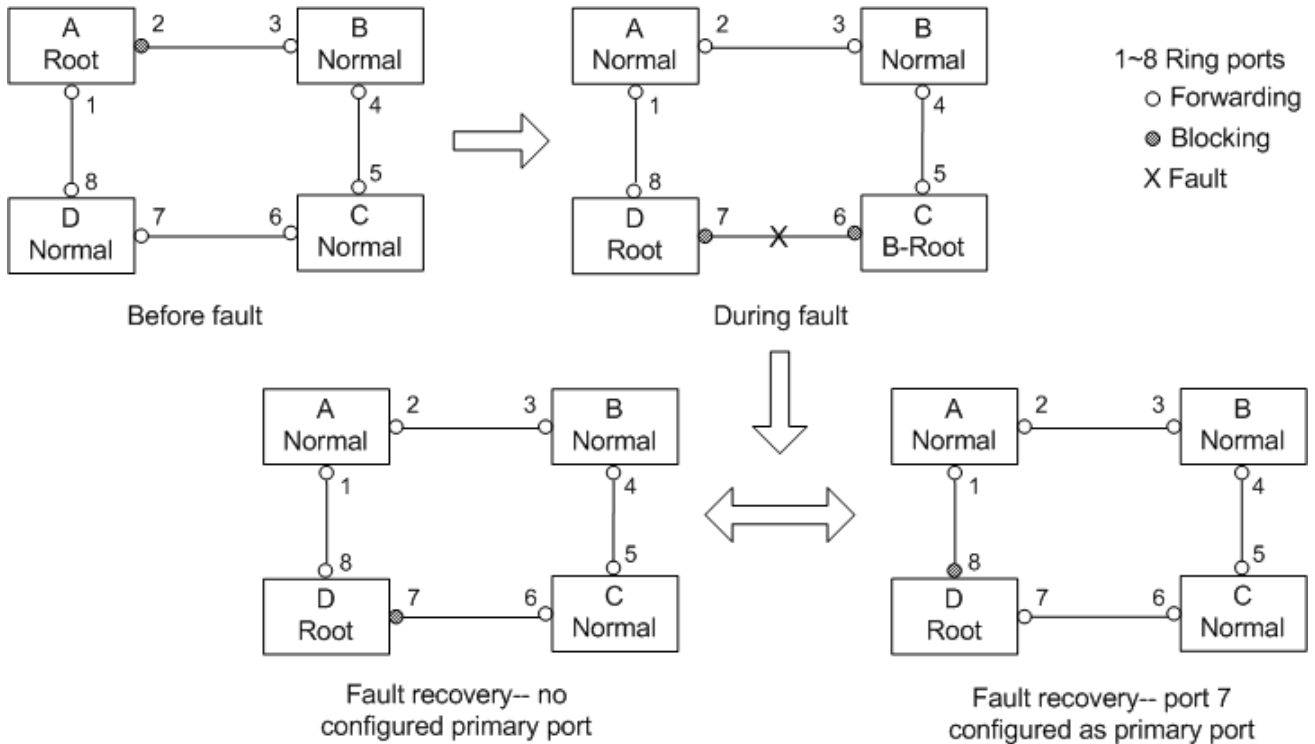 A
Root
2
3
B
Normal
1
4
8
5
D
Normal
7
6
C
Normal
Before fault
A
Normal
2
3
B
Normal
1
4
8
5
D
Root
7
X
6
C
B-Root
During fault
1~8 Ring ports
Forwarding
Blocking
X Fault
A
Normal
2
3
B
Normal
1
4
8
5
D
Root
7
6
C
Normal
Fault recovery-- no
configured primary port
A
Normal
2
3
B
Normal
1
4
8
5
D
Root
7
6
C
Normal
Fault recovery-- port 7
configured as primary port